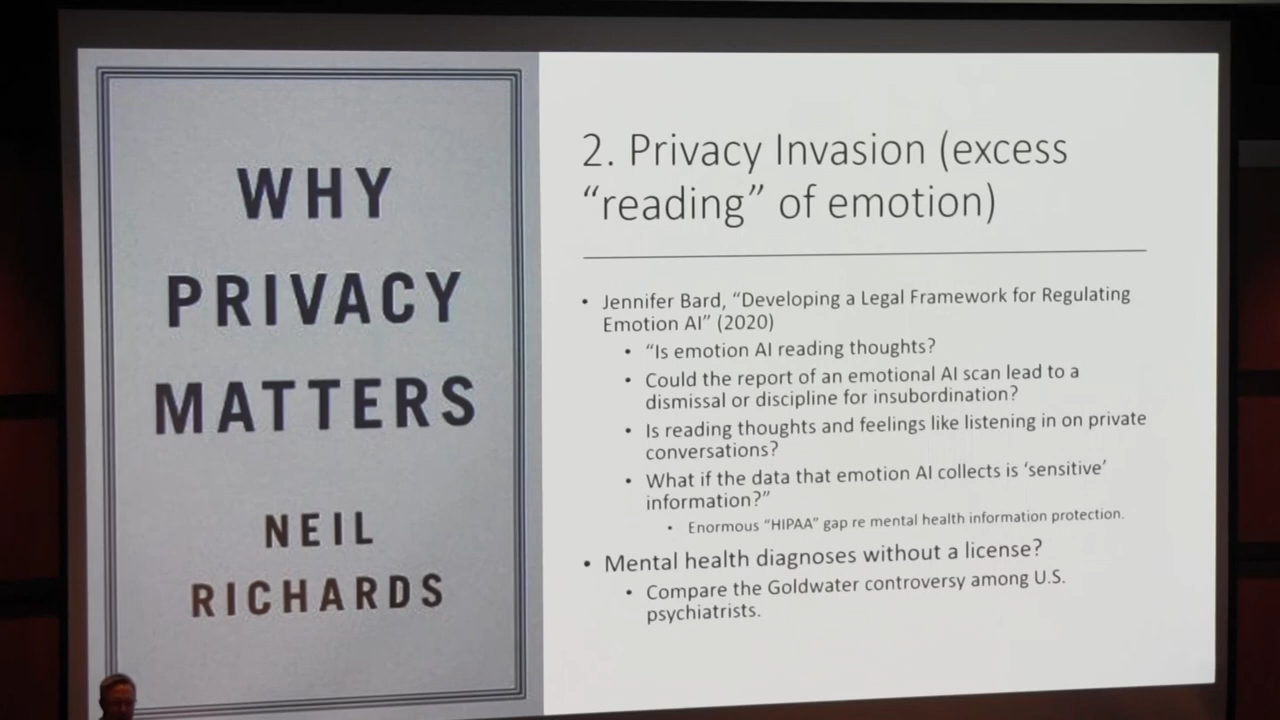 WHY
PRIVACY
MATTERS
NEIL
RICHARDS
2. Privacy Invasion (excess
“reading” of emotion)
• Jennifer Bard, “Developing a Legal Framework for Regulating
Emotion AI” (2020)
• “Is emotion AI reading thoughts?
• Could the report of an emotional AI scan lead to a
dismissal or discipline for insubordination?
• Is reading thoughts and feelings like listening in on private
conversations?
• What if the data that emotion AI collects is ‘sensitive’
information?”
• Enormous “HIPAA” gap re mental health information protection.
• Mental health diagnoses without a license?
• Compare the Goldwater controversy among U.S.
psychiatrists.